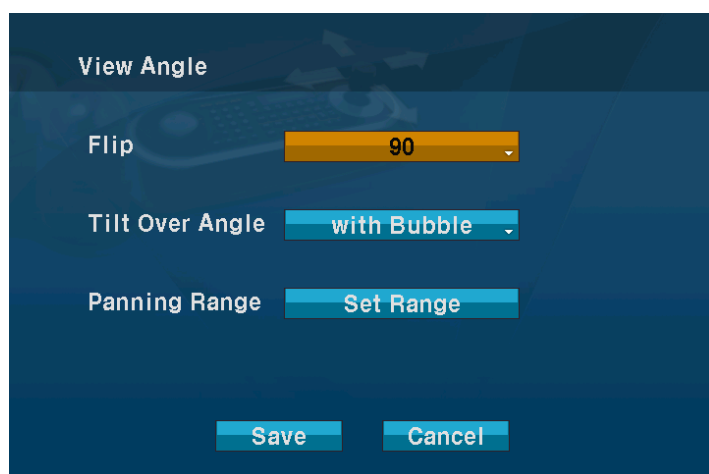 View Angle
Flip 90
Tilt Over Angle with Bubble
Panning Range Set Range
Save Cancel